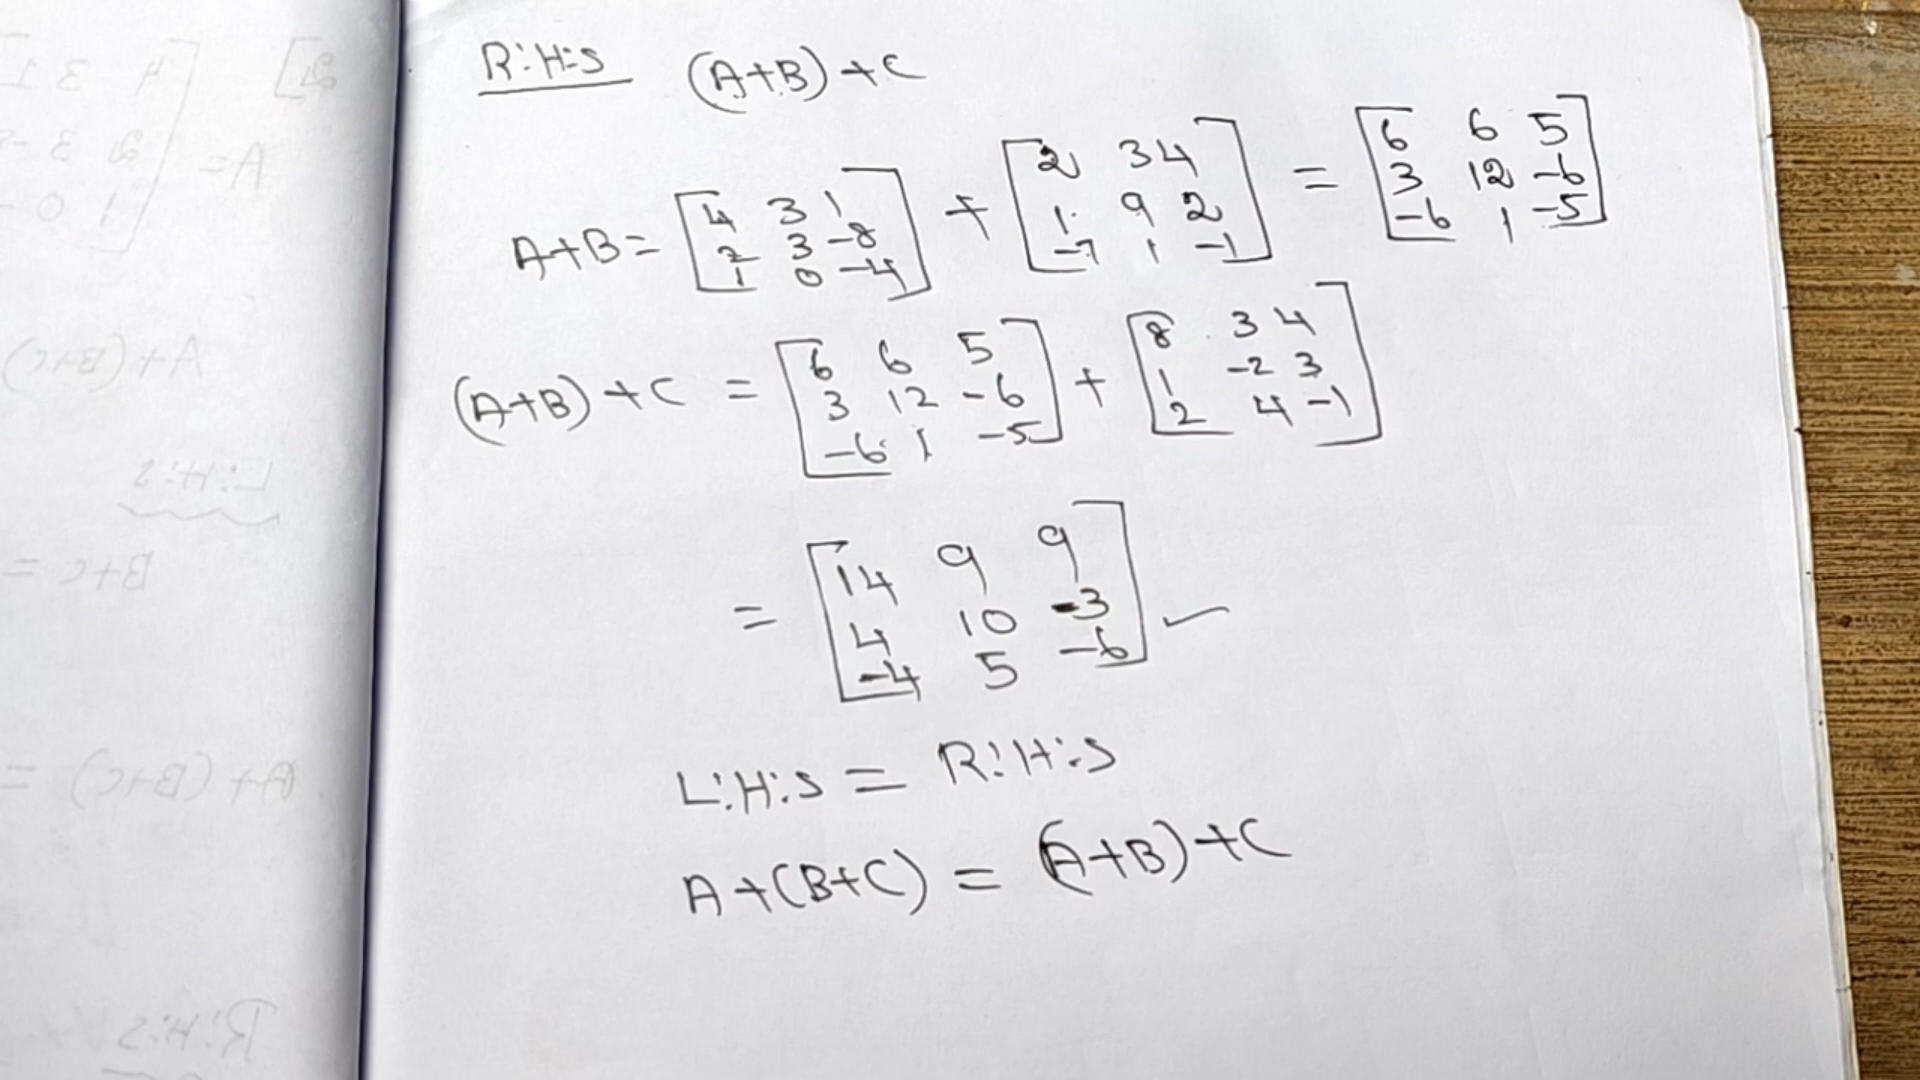 R.H.S (A+B)+C
A+B = [4 3 1
2 3 -8
1 0 -4] + [2 3 4
1 9 2
-7 1 -1] = [6 6 5
3 12 -6
-6 1 -5]
(A+B)+C = [6 6 5
3 12 -6
-6 1 -5] + [8 3 4
1 -2 3
2 4 -1]
= [14 9 9
4 10 -3
-4 5 -6] ✓
L.H.S = R.H.S
A+(B+C) = (A+B)+C